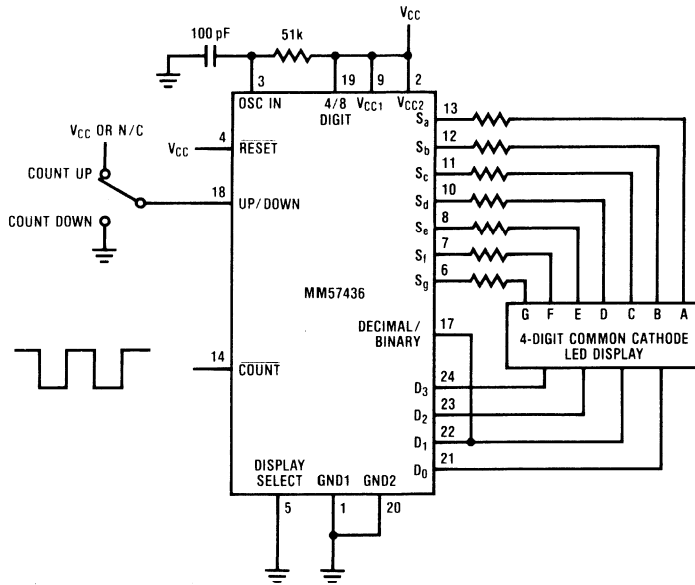 VCC
100 pF 51k
3 19 9 2
OSC IN 4/8 DIGIT VCC1 VCC2
13 Sa
12 Sb
11 Sc
10 Sd
8 Se
7 Sf
6 Sg
VCC OR N/C
COUNT UP
COUNT DOWN
VCC 4 RESET
18 UP/DOWN
MM57436
G F E D C B A
4-DIGIT COMMON CATHODE
LED DISPLAY
DECIMAL/
BINARY 17
14 COUNT
24 D3
23 D2
22 D1
21 D0
DISPLAY
SELECT GND1 GND2
5 1 20